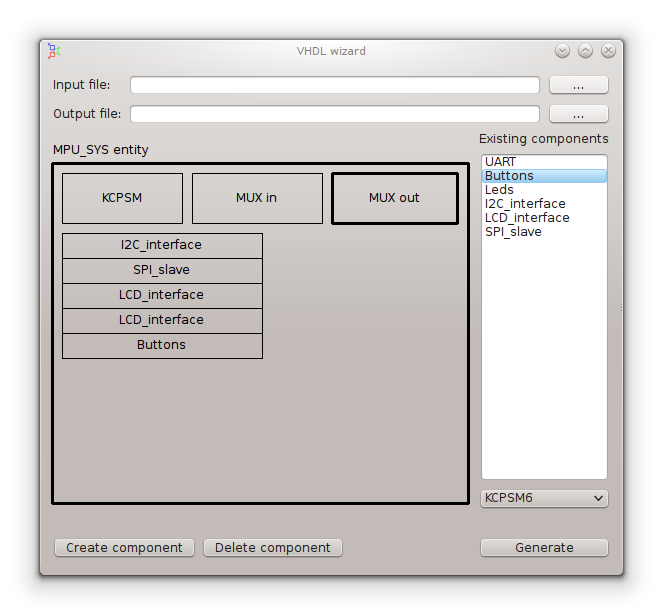 VHDL wizard
Input file:
...
Output file:
...
Existing components
MPU_SYS entity
KCPSM
MUX in
MUX out
I2C_interface
SPI_slave
LCD_interface
LCD_interface
Buttons
UART
Buttons
Leds
I2C_interface
LCD_interface
SPI_slave
KCPSM6
Create component
Delete component
Generate